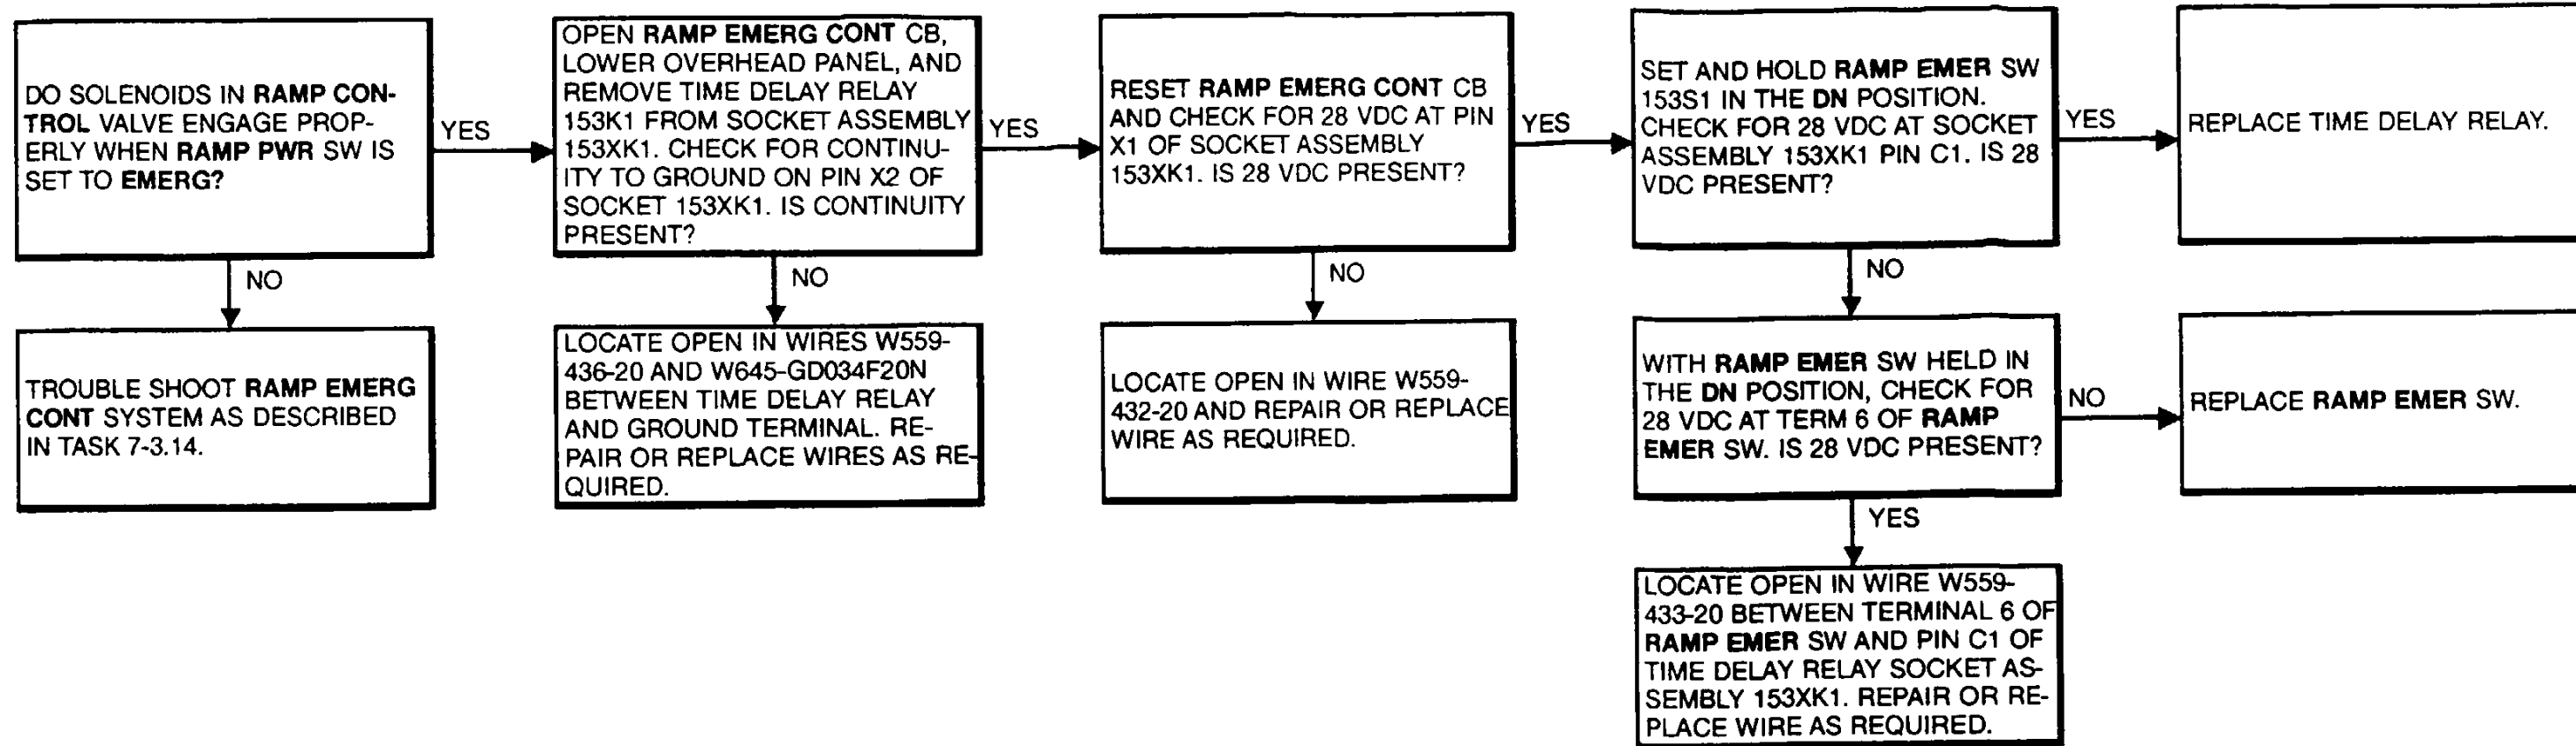 DO SOLENOIDS IN RAMP CON-
TROL VALVE ENGAGE PROP-
ERLY WHEN RAMP PWR SW IS
SET TO EMERG?
YES
NO
OPEN RAMP EMERG CONT CB,
LOWER OVERHEAD PANEL, AND
REMOVE TIME DELAY RELAY
153K1 FROM SOCKET ASSEMBLY
153XK1. CHECK FOR CONTINU-
ITY TO GROUND ON PIN X2 OF
SOCKET 153XK1. IS CONTINUITY
PRESENT?
YES
NO
RESET RAMP EMERG CONT CB
AND CHECK FOR 28 VDC AT PIN
X1 OF SOCKET ASSEMBLY
153XK1. IS 28 VDC PRESENT?
YES
NO
SET AND HOLD RAMP EMER SW
153S1 IN THE DN POSITION.
CHECK FOR 28 VDC AT SOCKET
ASSEMBLY 153XK1 PIN C1. IS 28
VDC PRESENT?
YES
NO
REPLACE TIME DELAY RELAY.
TROUBLE SHOOT RAMP EMERG
CONT SYSTEM AS DESCRIBED
IN TASK 7-3.14.
LOCATE OPEN IN WIRES W559-
436-20 AND W645-GD034F20N
BETWEEN TIME DELAY RELAY
AND GROUND TERMINAL. RE-
PAIR OR REPLACE WIRES AS RE-
QUIRED.
LOCATE OPEN IN WIRE W559-
432-20 AND REPAIR OR REPLACE
WIRE AS REQUIRED.
WITH RAMP EMER SW HELD IN
THE DN POSITION, CHECK FOR
28 VDC AT TERM 6 OF RAMP
EMER SW. IS 28 VDC PRESENT?
NO
YES
REPLACE RAMP EMER SW.
LOCATE OPEN IN WIRE W559-
433-20 BETWEEN TERMINAL 6 OF
RAMP EMER SW AND PIN C1 OF
TIME DELAY RELAY SOCKET AS-
SEMBLY 153XK1. REPAIR OR RE-
PLACE WIRE AS REQUIRED.